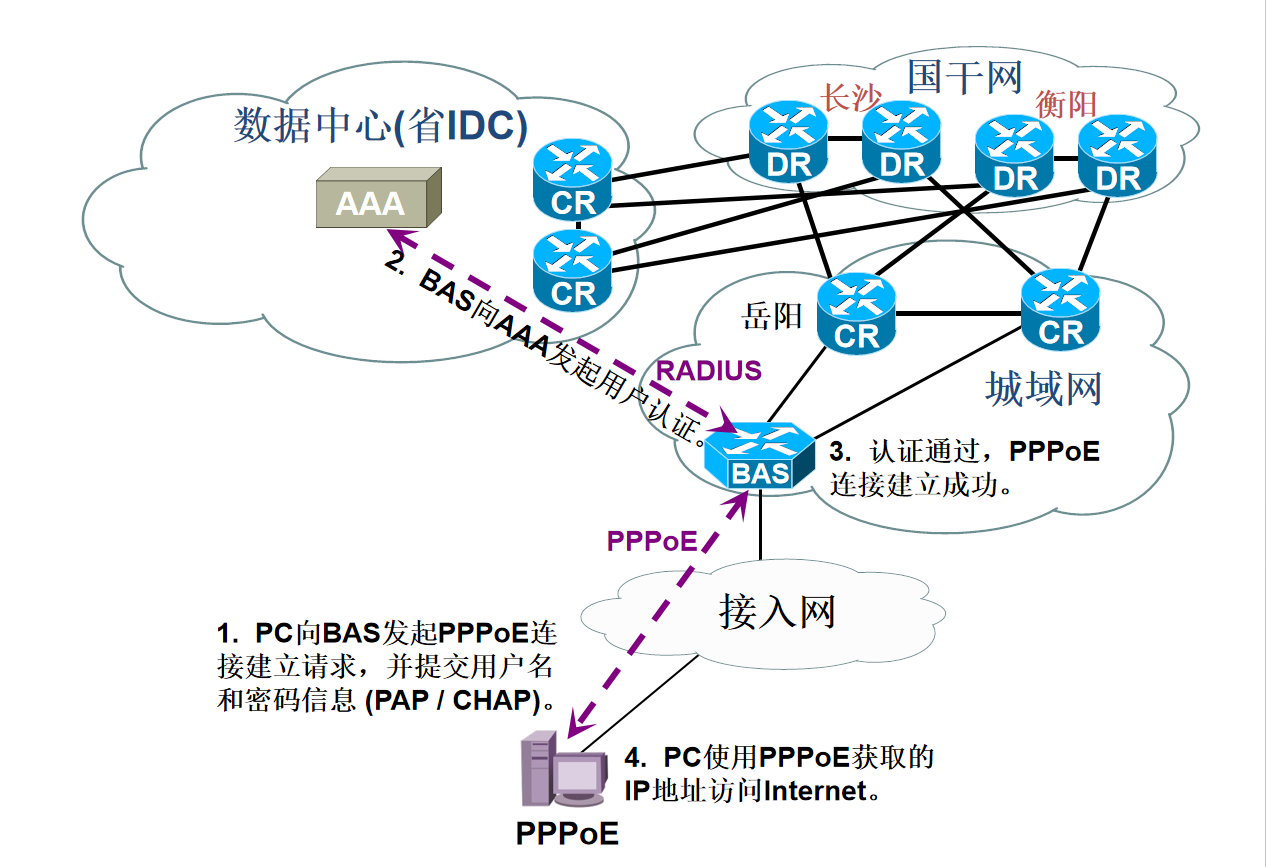 国干网
长沙
衡阳
数据中心(省IDC)
DR
DR
DR
DR
AAA
CR
CR
2. BAS向AAA发起用户认证。
岳阳
CR
CR
RADIUS
城域网
BAS
3. 认证通过，PPPoE
连接建立成功。
PPPoE
接入网
1. PC向BAS发起PPPoE连
接建立请求，并提交用户名
和密码信息 (PAP / CHAP)。
4. PC使用PPPoE获取的
IP地址访问Internet。
PPPoE